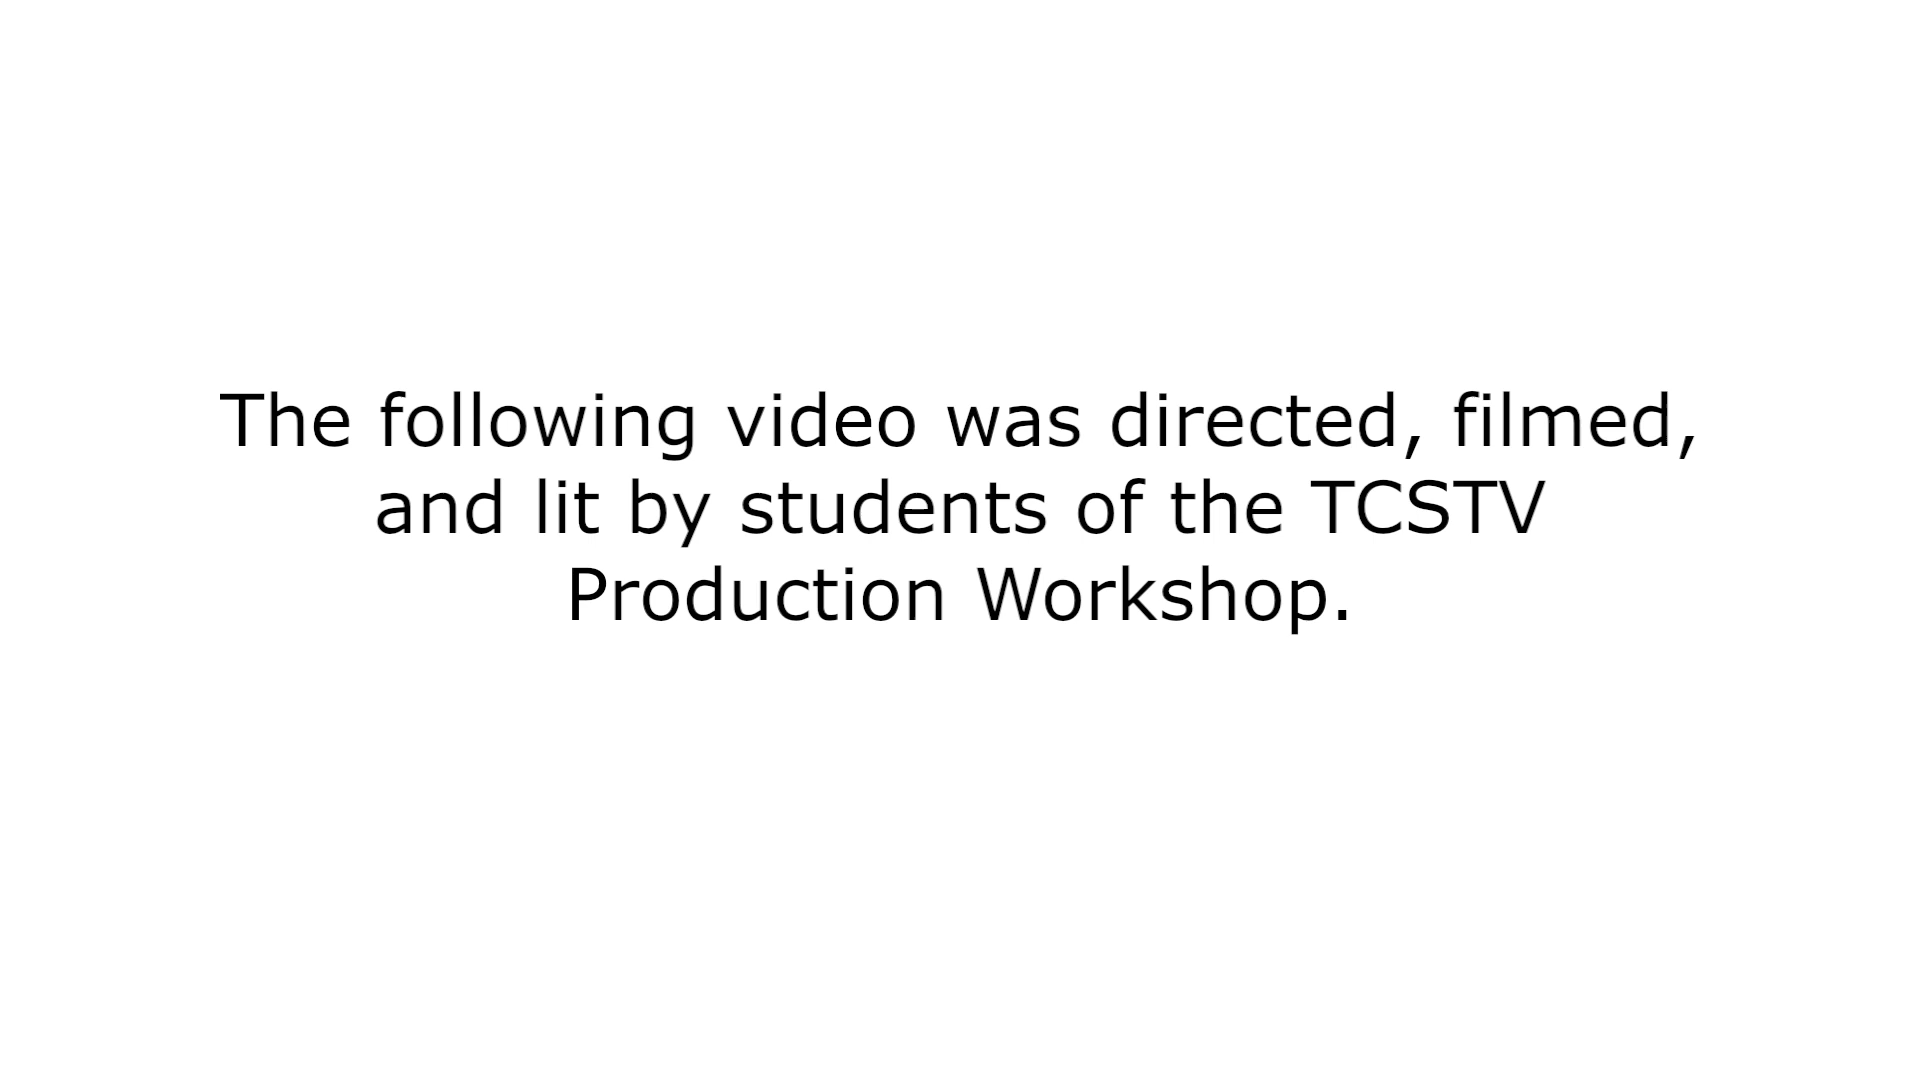 The following video was directed, filmed,
and lit by students of the TCSTV
Production Workshop.